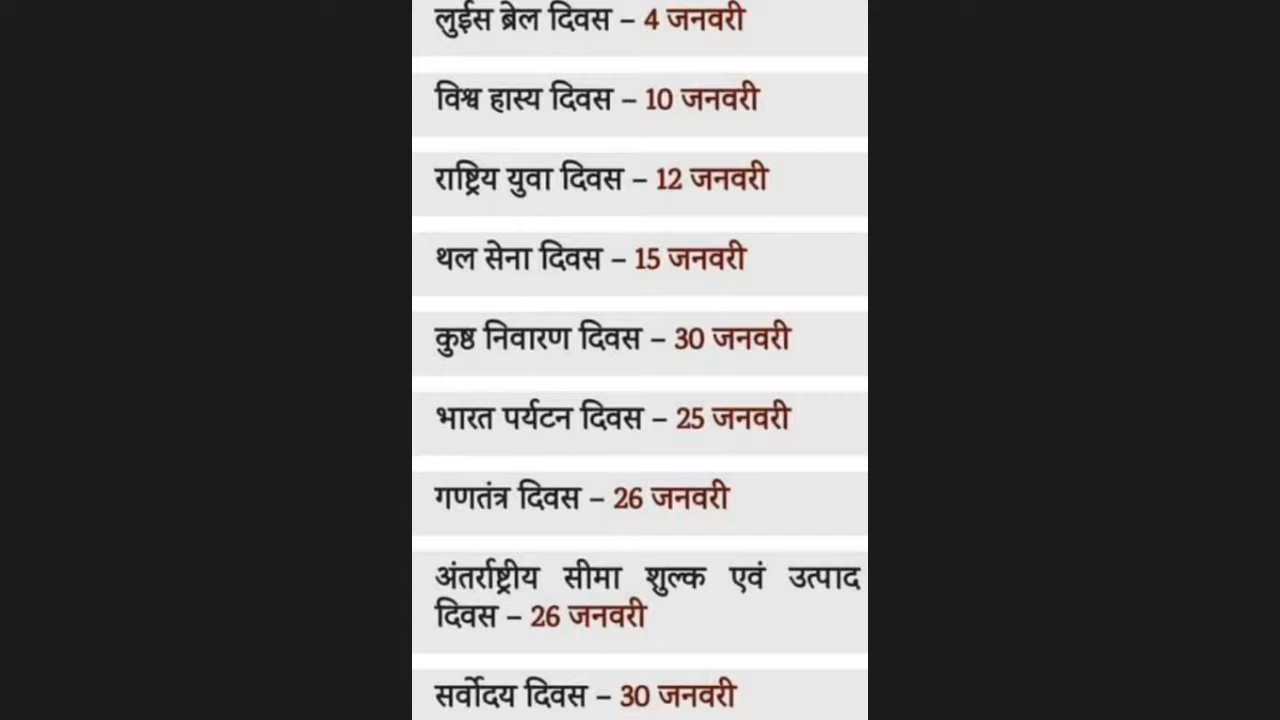 लुईस ब्रेल दिवस – 4 जनवरी
विश्व हास्य दिवस – 10 जनवरी
राष्ट्रिय युवा दिवस – 12 जनवरी
थल सेना दिवस – 15 जनवरी
कुष्ठ निवारण दिवस – 30 जनवरी
भारत पर्यटन दिवस – 25 जनवरी
गणतंत्र दिवस – 26 जनवरी
अंतर्राष्ट्रीय सीमा शुल्क एवं उत्पाद
दिवस – 26 जनवरी
सर्वोदय दिवस – 30 जनवरी